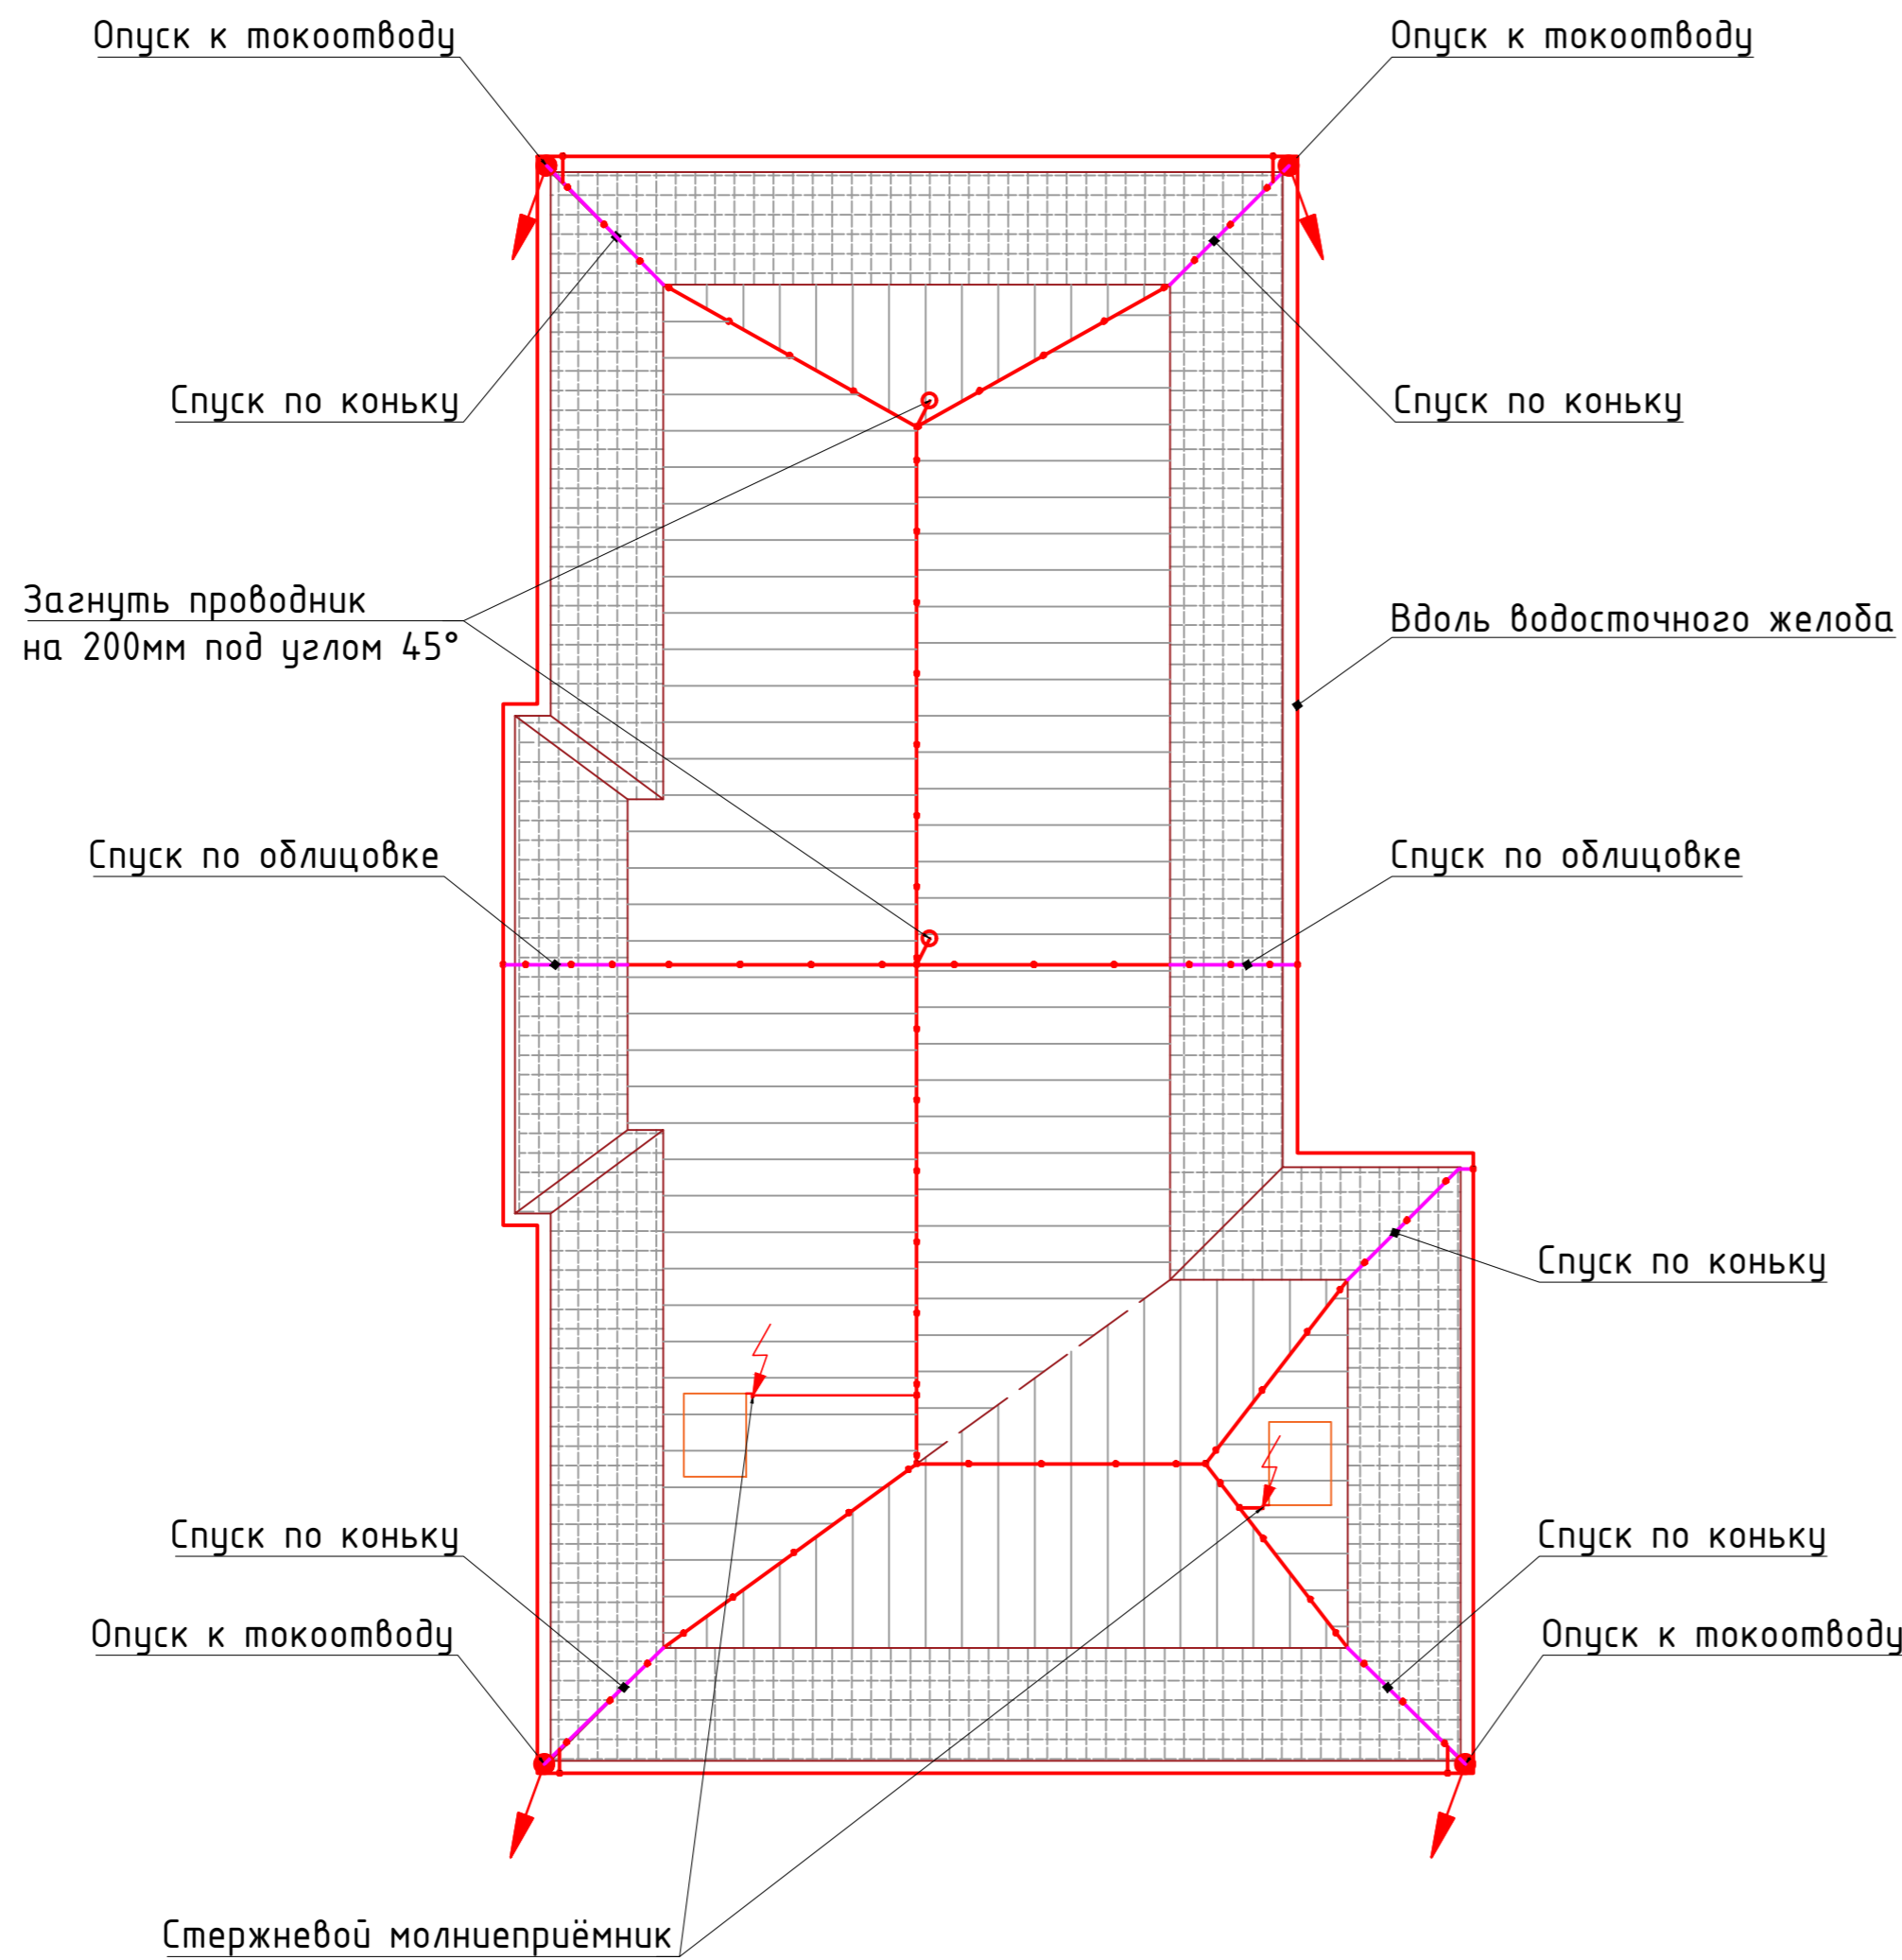 Опуск к токоотводу
Опуск к токоотводу
Спуск по коньку
Спуск по коньку
Загнуть проводник
на 200мм под углом 45°
Вдоль водосточного желоба
Спуск по облицовке
Спуск по облицовке
Спуск по коньку
Спуск по коньку
Спуск по коньку
Опуск к токоотводу
Опуск к токоотводу
Стержневой молниеприёмник